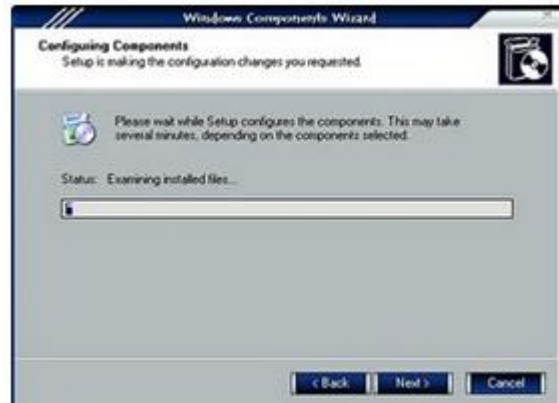 Windows Components Wizard
Configuring Components
Setup is making the configuration changes you requested.
Please wait while Setup configures the components. This may take
several minutes, depending on the components selected.
Status: Examining installed files...
< Back
Next >
Cancel